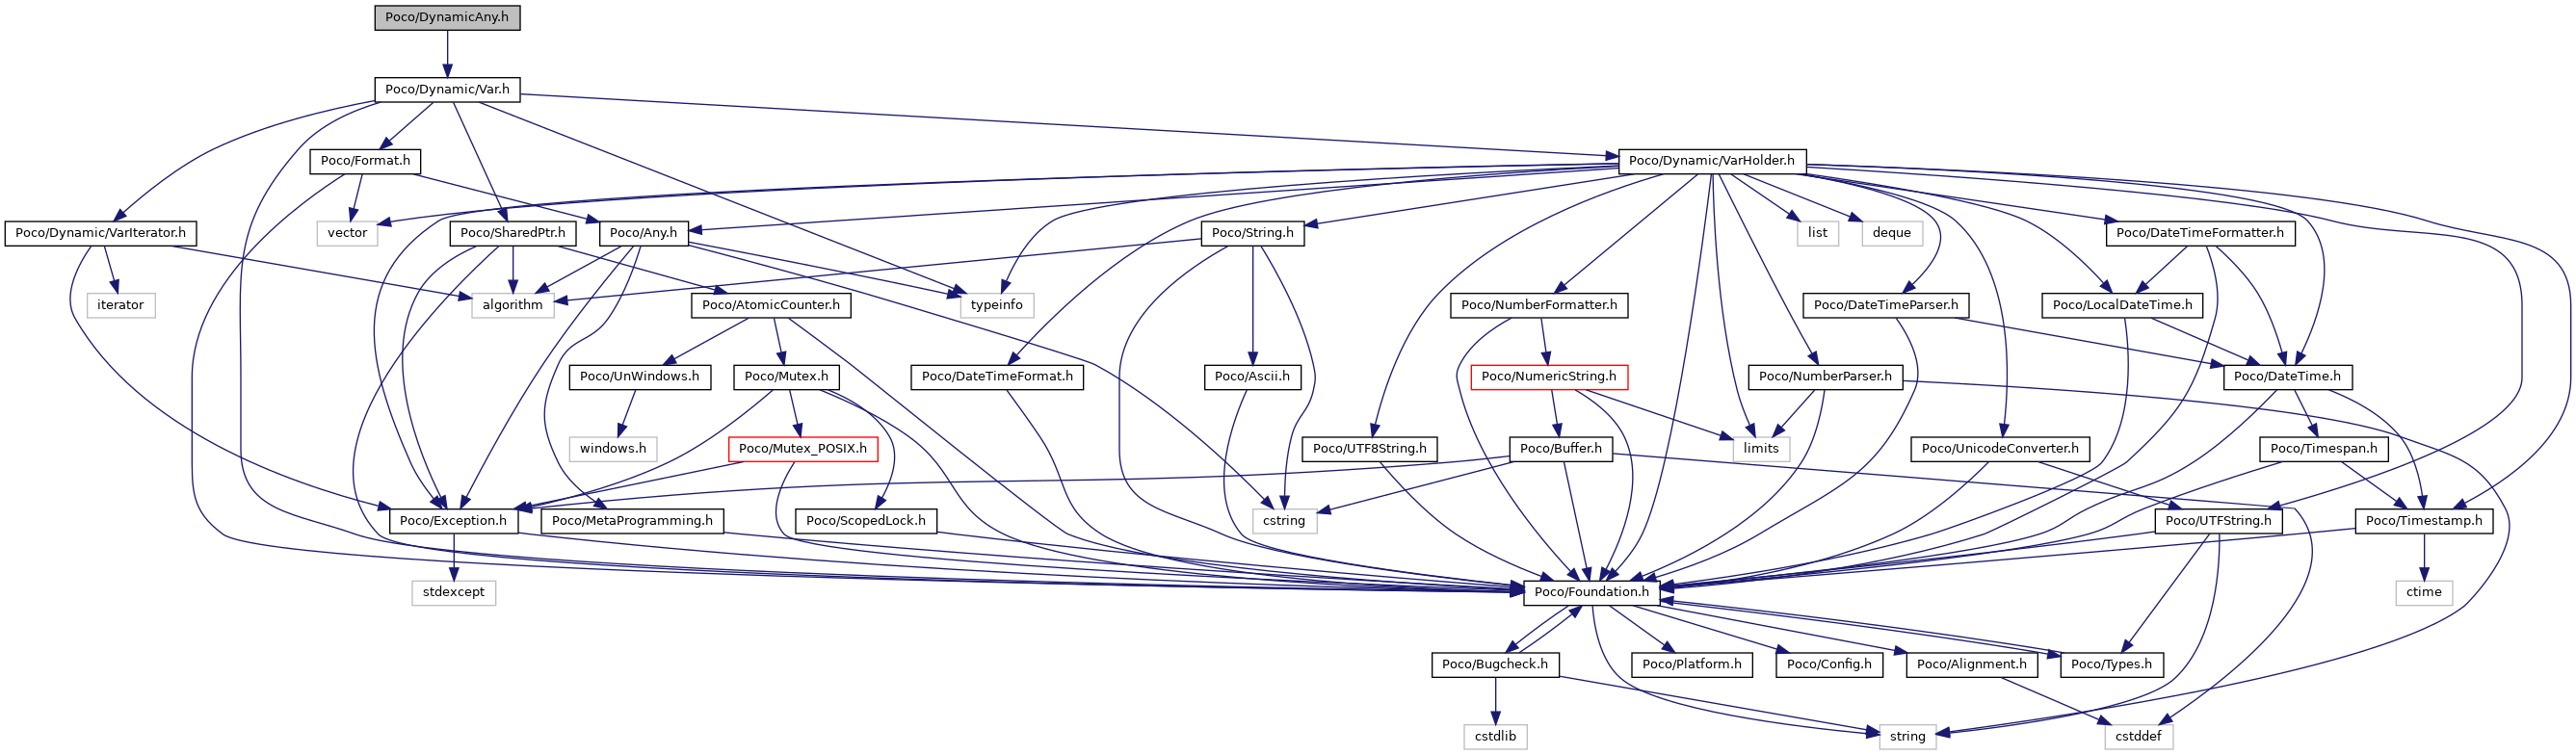 Poco/DynamicAny.h
Poco/Dynamic/Var.h
Poco/Format.h
Poco/Dynamic/VarHolder.h
Poco/Dynamic/VarIterator.h
vector
Poco/SharedPtr.h
Poco/Any.h
Poco/String.h
list
deque
Poco/DateTimeFormatter.h
iterator
algorithm
Poco/AtomicCounter.h
typeinfo
Poco/NumberFormatter.h
Poco/DateTimeParser.h
Poco/LocalDateTime.h
Poco/UnWindows.h
Poco/Mutex.h
Poco/DateTimeFormat.h
Poco/Ascii.h
Poco/NumericString.h
Poco/NumberParser.h
Poco/DateTime.h
windows.h
Poco/Mutex_POSIX.h
Poco/UTF8String.h
Poco/Buffer.h
limits
Poco/UnicodeConverter.h
Poco/Timespan.h
Poco/Exception.h
Poco/MetaProgramming.h
Poco/ScopedLock.h
cstring
Poco/UTFString.h
Poco/Timestamp.h
stdexcept
Poco/Foundation.h
ctime
Poco/Bugcheck.h
Poco/Platform.h
Poco/Config.h
Poco/Alignment.h
Poco/Types.h
cstdlib
string
cstddef